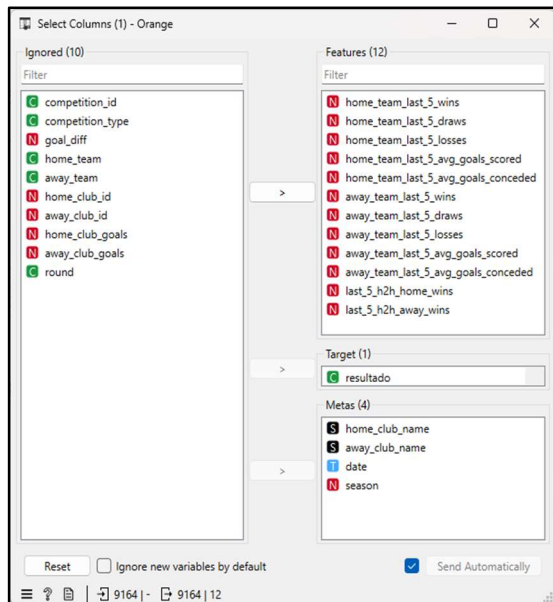 Select Columns (1) - Orange
Ignored (10)
Filter
C competition_id
C competition_type
N goal_diff
C home_team
C away_team
N home_club_id
N away_club_id
N home_club_goals
N away_club_goals
C round
>
>
>
Features (12)
Filter
N home_team_last_5_wins
N home_team_last_5_draws
N home_team_last_5_losses
N home_team_last_5_avg_goals_scored
N home_team_last_5_avg_goals_conceded
N away_team_last_5_wins
N away_team_last_5_draws
N away_team_last_5_losses
N away_team_last_5_avg_goals_scored
N away_team_last_5_avg_goals_conceded
N last_5_h2h_home_wins
N last_5_h2h_away_wins
Target (1)
C resultado
Metas (4)
S home_club_name
S away_club_name
T date
N season
Reset Ignore new variables by default Send Automatically
? 9164 | - 9164 | 12